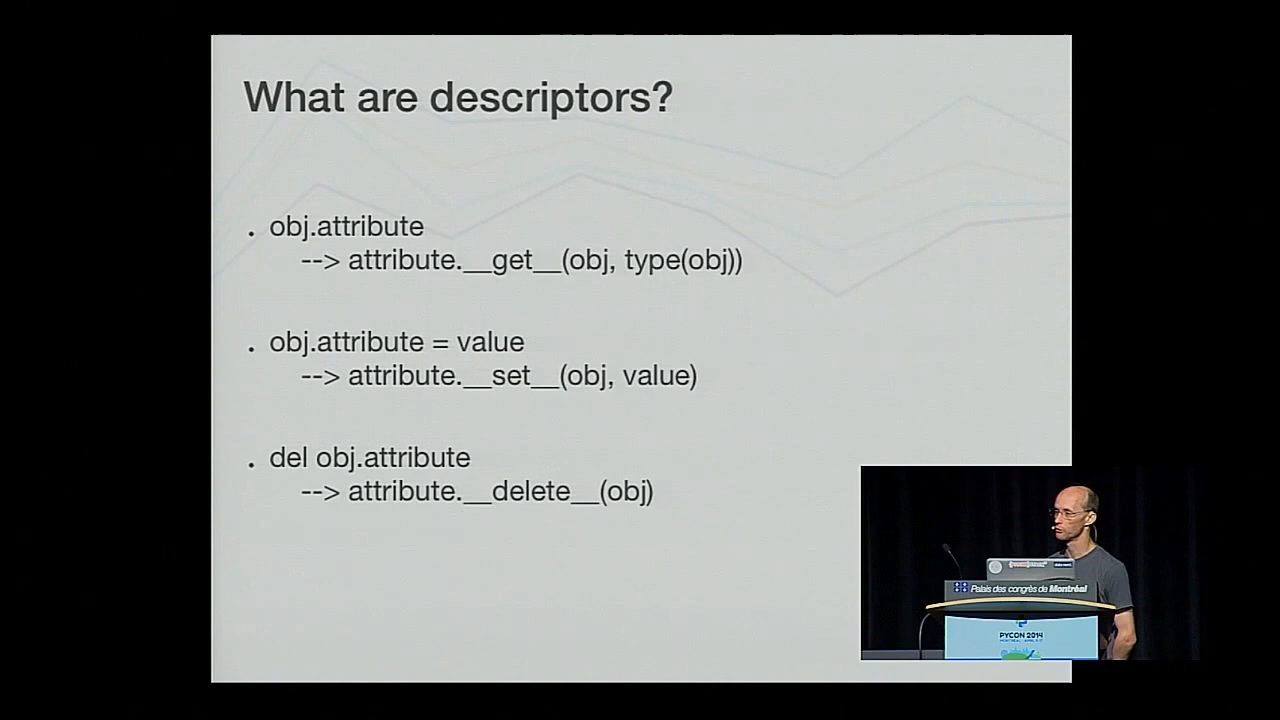 What are descriptors?
. obj.attribute
--> attribute.__get__(obj, type(obj))
. obj.attribute = value
--> attribute.__set__(obj, value)
. del obj.attribute
--> attribute.__delete__(obj)
Palais des congrès de Montréal
PYCON 2014